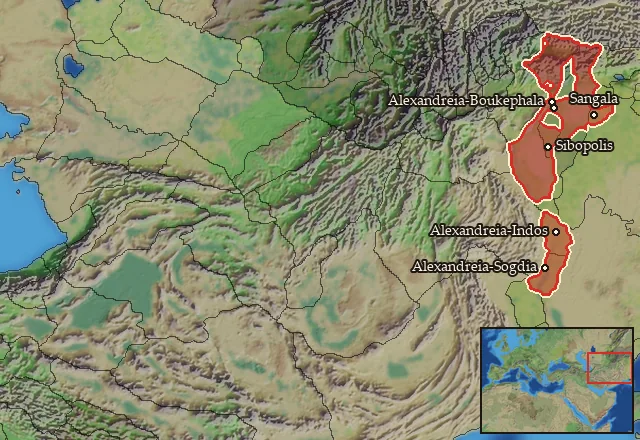 Alexandreia-Boukephala
Sangala
Sibopolis
Alexandreia-Indos
Alexandreia-Sogdia